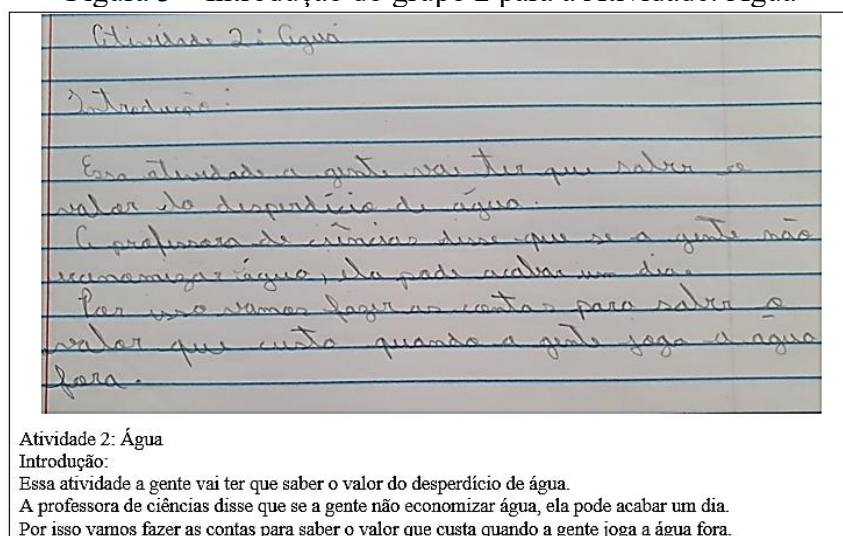 Figura 3 – Introdução do grupo 2 para a Atividade: Água
Atividade 2: Água
Introdução:
Essa atividade a gente vai ter que saber se
valor do desperdício de água.
A professora de ciências disse que se a gente não
economizar água, ela pode acabar um dia.
Por isso vamos fazer as contas para saber o
valor que custa quando a gente joga a água
fora.
Atividade 2: Água
Introdução:
Essa atividade a gente vai ter que saber o valor do desperdício de água.
A professora de ciências disse que se a gente não economizar água, ela pode acabar um dia.
Por isso vamos fazer as contas para saber o valor que custa quando a gente joga a água fora.